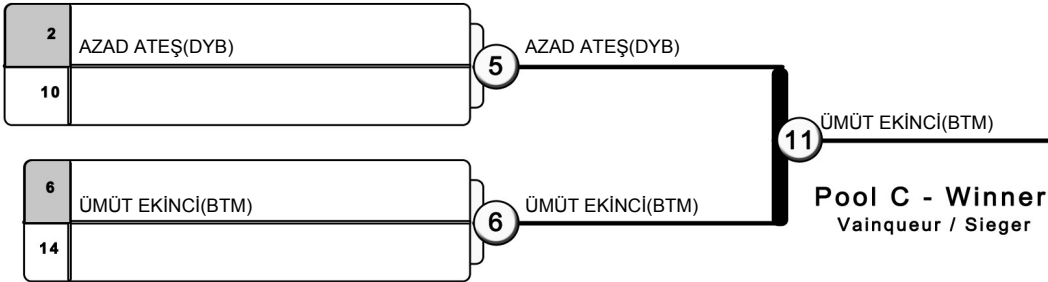 2
AZAD ATEŞ(DYB)
10
5
AZAD ATEŞ(DYB)
6
ÜMÜT EKİNCİ(BTM)
14
6
ÜMÜT EKİNCİ(BTM)
11
ÜMÜT EKİNCİ(BTM)
Pool C - Winner
Vainqueur / Sieger